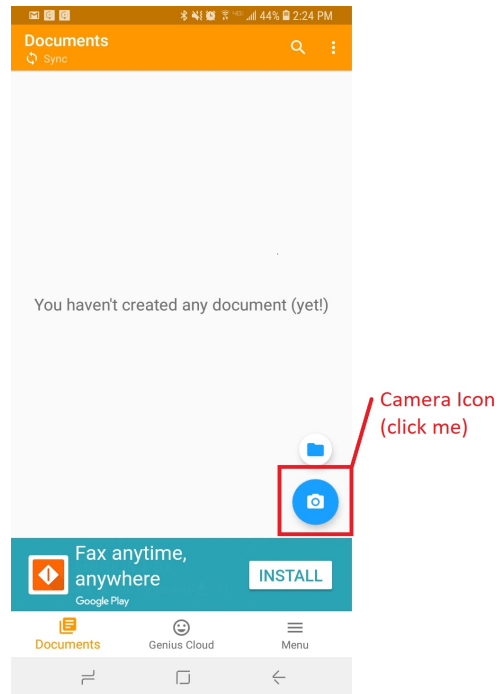 44% 2:24 PM
Documents
Sync
You haven't created any document (yet!)
Camera Icon
(click me)
Fax anytime,
anywhere
Google Play
INSTALL
Documents
Genius Cloud
Menu